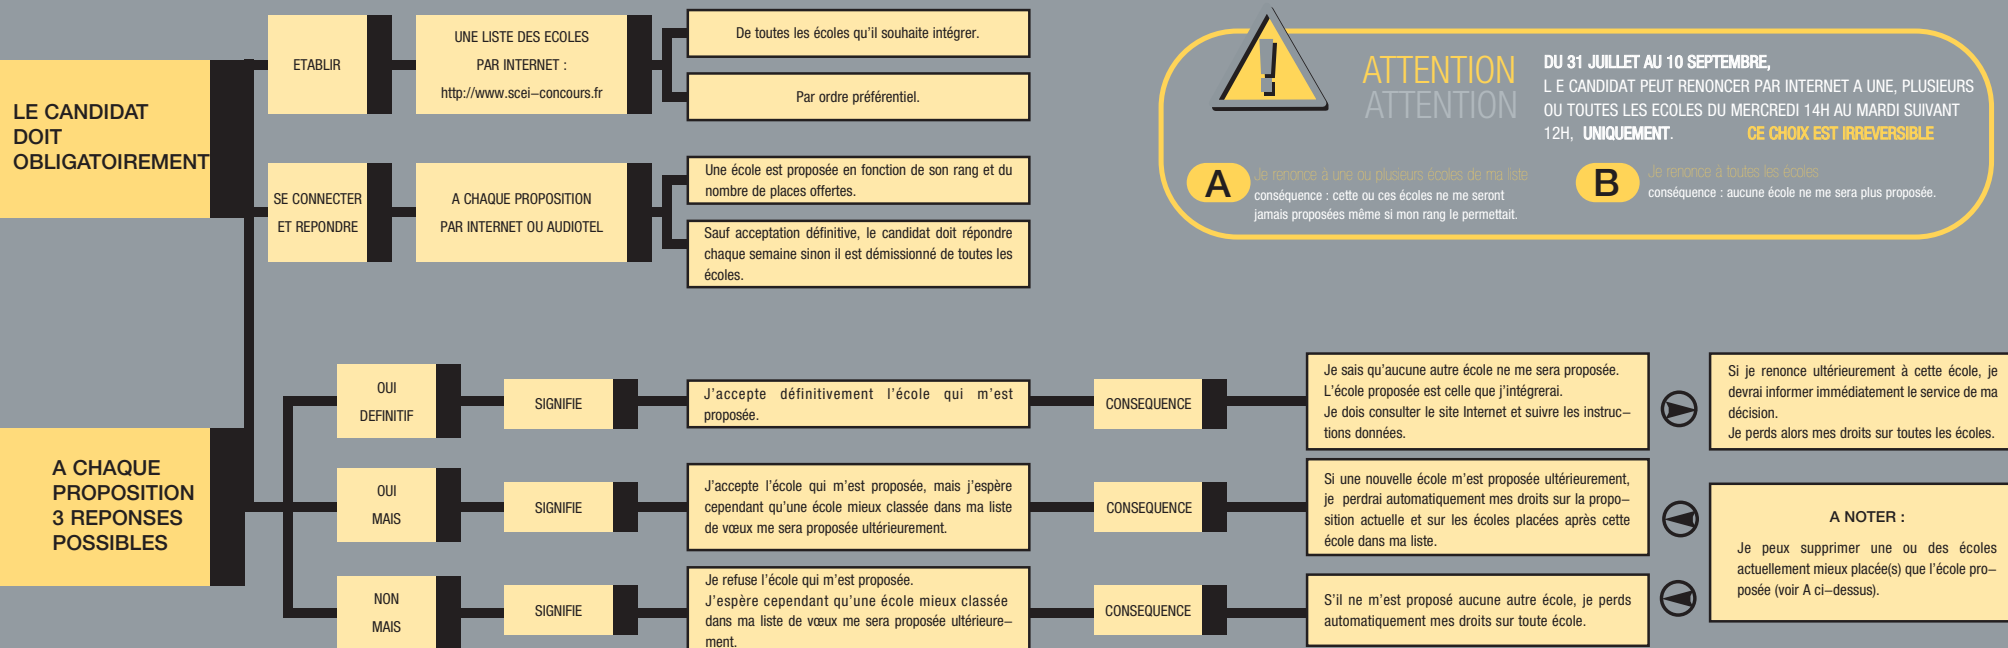 LE CANDIDAT
DOIT
OBLIGATOIREMENT
ETABLIR
UNE LISTE DES ECOLES
PAR INTERNET :
http://www.scei–concours.fr
De toutes les écoles qu'il souhaite intégrer.
Par ordre préférentiel.
SE CONNECTER
ET REPONDRE
A CHAQUE PROPOSITION
PAR INTERNET OU AUDIOTEL
Une école est proposée en fonction de son rang et du
nombre de places offertes.
Sauf acceptation définitive, le candidat doit répondre
chaque semaine sinon il est démissionné de toutes les
écoles.
!
ATTENTION
ATTENTION
DU 31 JUILLET AU 10 SEPTEMBRE,
L E CANDIDAT PEUT RENONCER PAR INTERNET A UNE, PLUSIEURS
OU TOUTES LES ECOLES DU MERCREDI 14H AU MARDI SUIVANT
12H, UNIQUEMENT. CE CHOIX EST IRREVERSIBLE
A
Je renonce à une ou plusieurs écoles de ma liste
conséquence : cette ou ces écoles ne me seront
jamais proposées même si mon rang le permettait.
B
Je renonce à toutes les écoles
conséquence : aucune école ne me sera plus proposée.
A CHAQUE
PROPOSITION
3 REPONSES
POSSIBLES
OUI
DEFINITIF
SIGNIFIE
J'accepte définitivement l'école qui m'est
proposée.
CONSEQUENCE
Je sais qu'aucune autre école ne me sera proposée.
L'école proposée est celle que j'intégrerai.
Je dois consulter le site Internet et suivre les instruc–
tions données.
Si je renonce ultérieurement à cette école, je
devrai informer immédiatement le service de ma
décision.
Je perds alors mes droits sur toutes les écoles.
OUI
MAIS
SIGNIFIE
J'accepte l'école qui m'est proposée, mais j'espère
cependant qu'une école mieux classée dans ma liste
de vœux me sera proposée ultérieurement.
CONSEQUENCE
Si une nouvelle école m'est proposée ultérieurement,
je perdrai automatiquement mes droits sur la propo–
sition actuelle et sur les écoles placées après cette
école dans ma liste.
A NOTER :
Je peux supprimer une ou des écoles
actuellement mieux placée(s) que l'école pro–
posée (voir A ci–dessus).
NON
MAIS
SIGNIFIE
Je refuse l'école qui m'est proposée.
J'espère cependant qu'une école mieux classée
dans ma liste de vœux me sera proposée ultérieure–
ment.
CONSEQUENCE
S'il ne m'est proposé aucune autre école, je perds
automatiquement mes droits sur toute école.